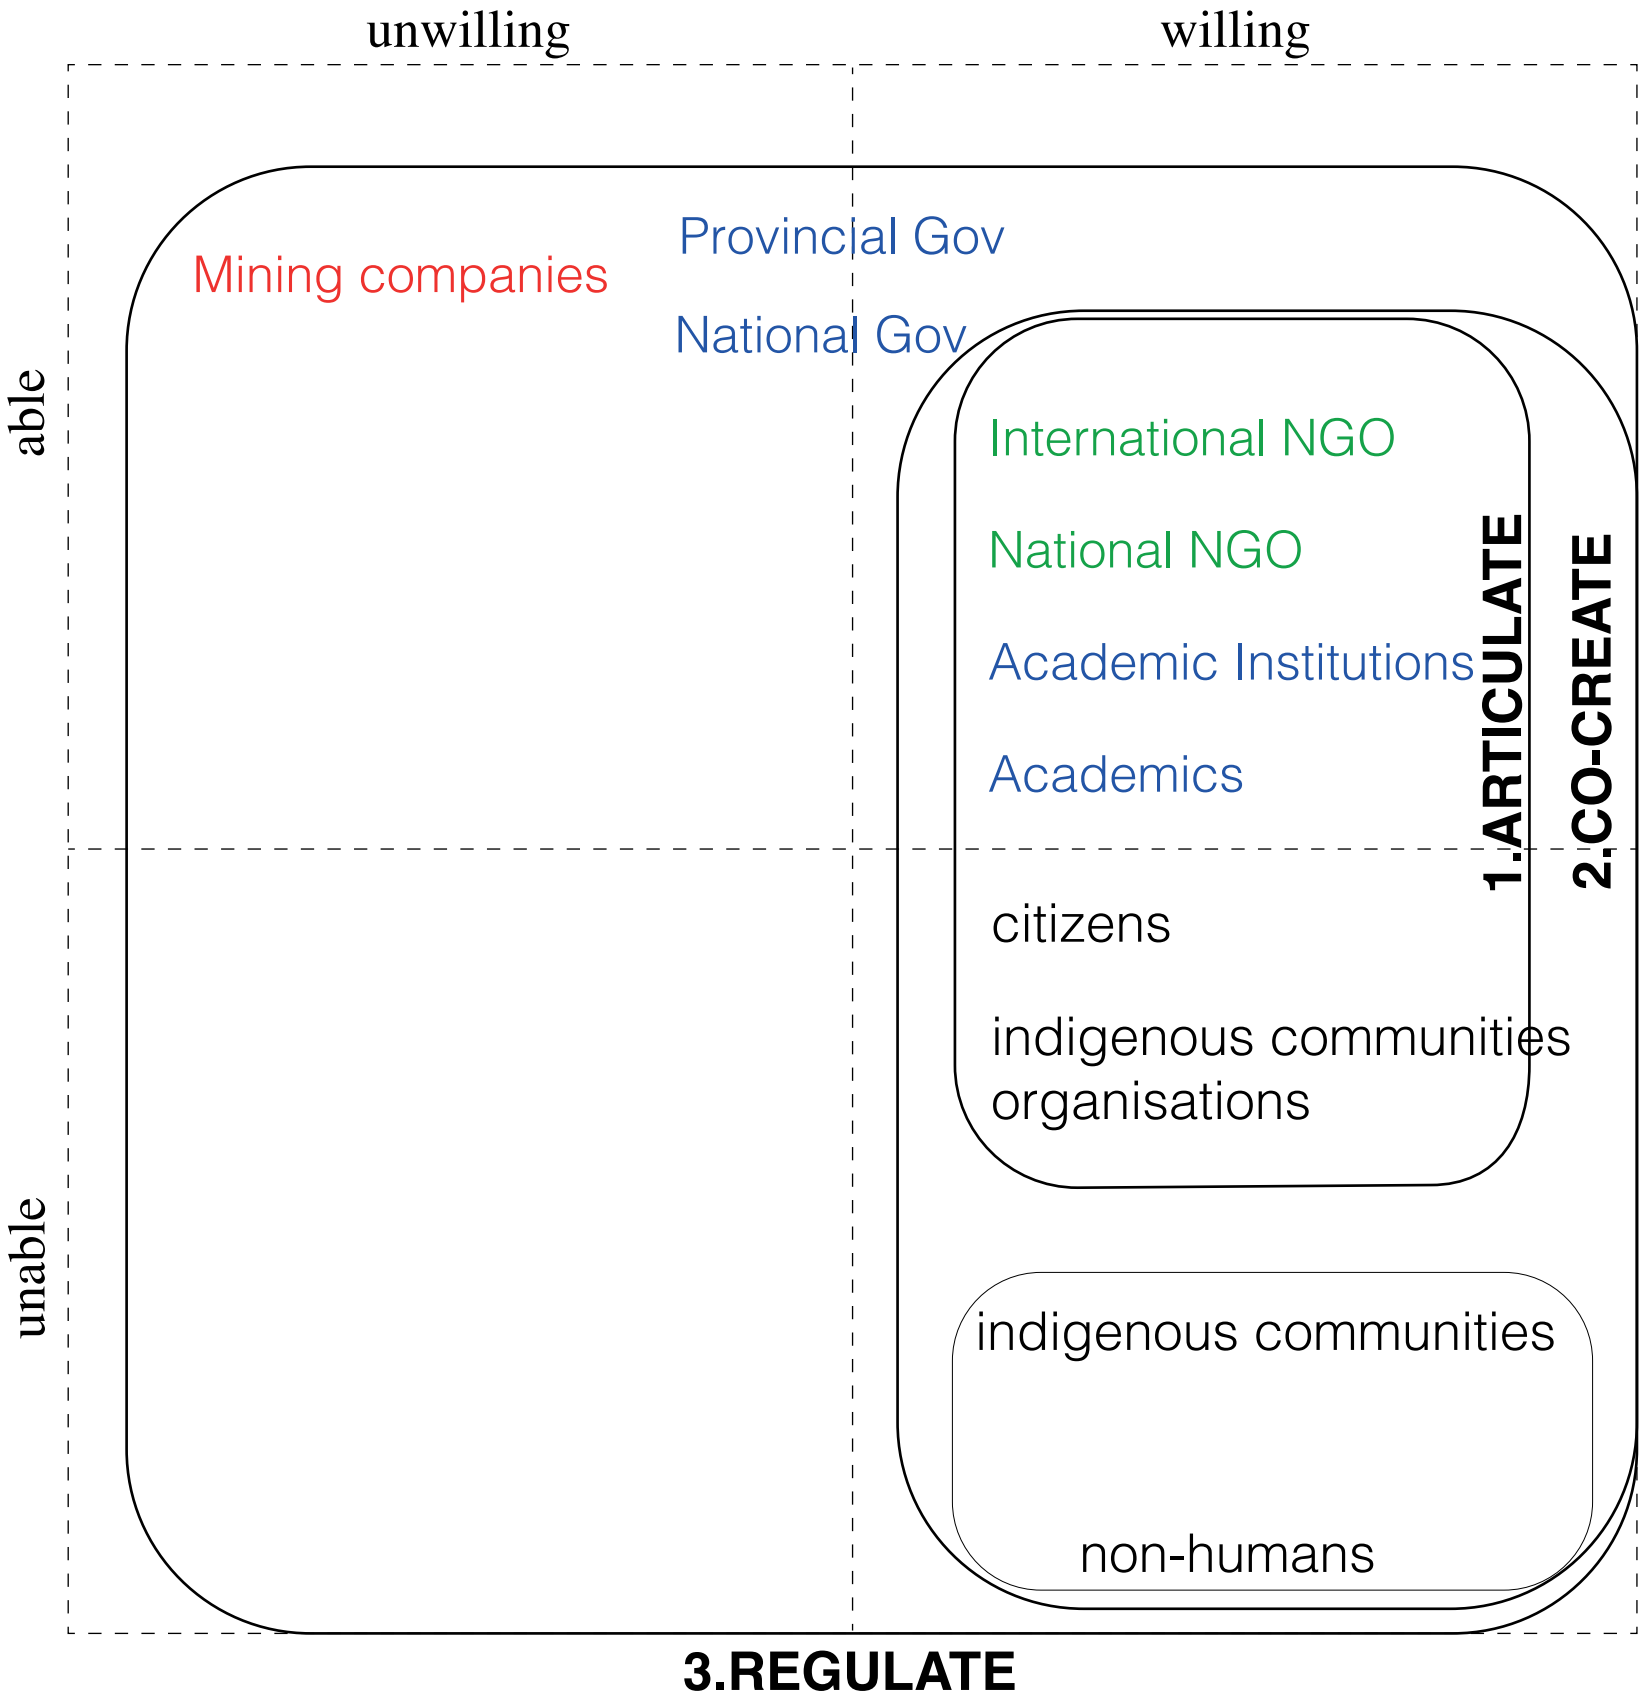 unwilling
willing
able
unable
Provincial Gov
Mining companies
National Gov
International NGO
National NGO
Academic Institutions
Academics
1.ARTICULATE
2.CO-CREATE
citizens
indigenous communities
organisations
indigenous communities
non-humans
3.REGULATE